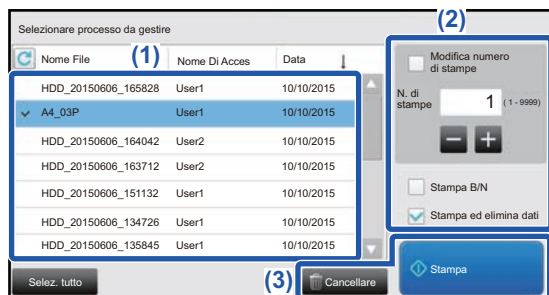 (2)
Selezionare processo da gestire
Nome File (1) Nome Di Acces Data
HDD_20150606_165828 User1 10/10/2015
A4_03P User1 10/10/2015
HDD_20150606_164042 User2 10/10/2015
HDD_20150606_163712 User2 10/10/2015
HDD_20150606_151132 User1 10/10/2015
HDD_20150606_134726 User1 10/10/2015
HDD_20150606_135845 User1 10/10/2015
Modifica numero
di stampe
N. di
stampe
1 ( 1 - 9999)
Stampa B/N
Stampa ed elimina dati
Selez. tutto
(3)
Cancellare
Stampa